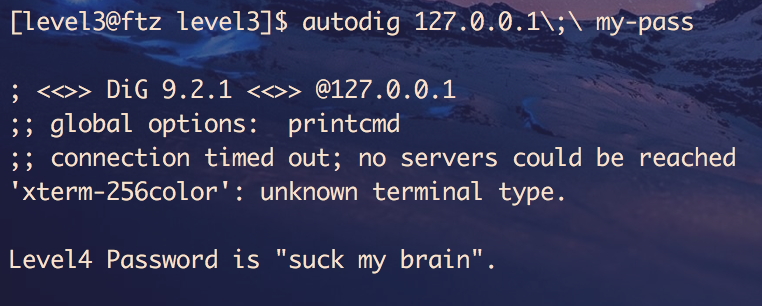 [level3@ftz level3]$ autodig 127.0.0.1\;\ my-pass
; <<>> DiG 9.2.1 <<>> @127.0.0.1
;; global options:  printcmd
;; connection timed out; no servers could be reached
'xterm-256color': unknown terminal type.
Level4 Password is "suck my brain".